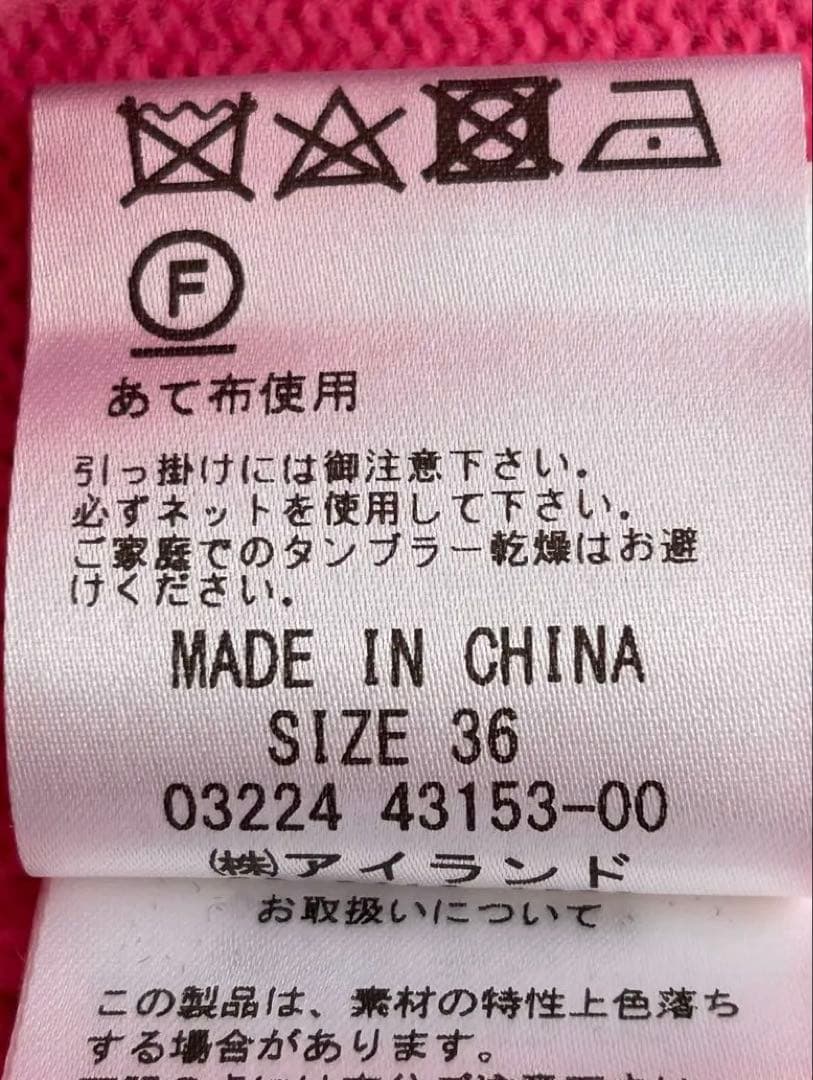 F
あて布使用
引っ掛けには御注意下さい.
必ずネットを使用して下さい.
ご家庭でのタンブラー乾燥はお避
けください.
MADE IN CHINA
SIZE 36
03224 43153-00
㈱アイランド
お取扱いについて
この製品は、素材の特性上色落ち
する場合があります。